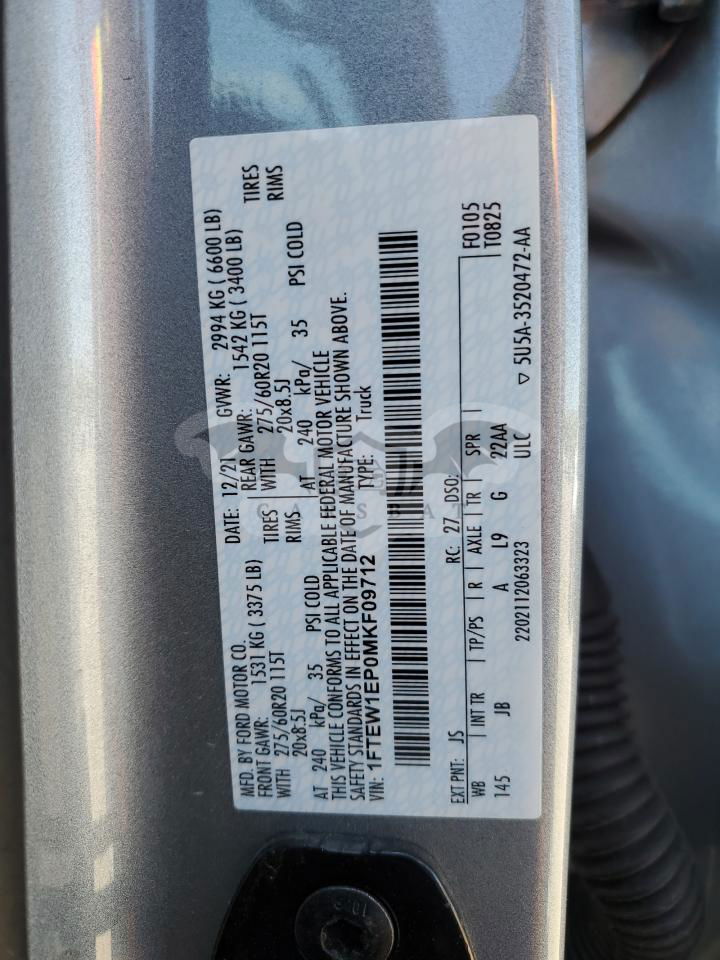 MFD. BY FORD MOTOR CO.
DATE: 12/21 GVWR: 2994 KG ( 6600 LB)
FRONT GAWR: 1531 KG ( 3375 LB)
REAR GAWR: 1542 KG ( 3400 LB)
WITH 275/60R20 115T TIRES
WITH 275/60R20 115T TIRES
20x8.5J RIMS
20x8.5J RIMS
AT 240 kPa/ 35 PSI COLD
AT 240 kPa/ 35 PSI COLD
THIS VEHICLE CONFORMS TO ALL APPLICABLE FEDERAL MOTOR VEHICLE
SAFETY STANDARDS IN EFFECT ON THE DATE OF MANUFACTURE SHOWN ABOVE.
VIN: 1FTEW1EP0MKF09712 TYPE: Truck
EXT PNT: JS RC: 27 DSO: F0105
WB INT TR TP/PS R AXLE TR SPR T0825
145 JB A L9 G 22AA
2202112063323 ULC ▽ 5U5A-3520472-AA